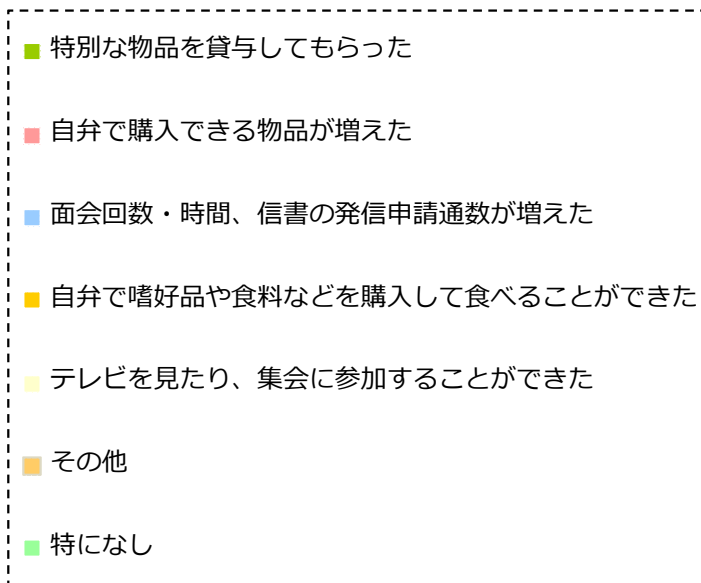 特別な物品を貸与してもらった
自弁で購入できる物品が増えた
面会回数・時間、信書の発信申請通数が増えた
自弁で嗜好品や食料などを購入して食べることができた
テレビを見たり、集会に参加することができた
その他
特になし